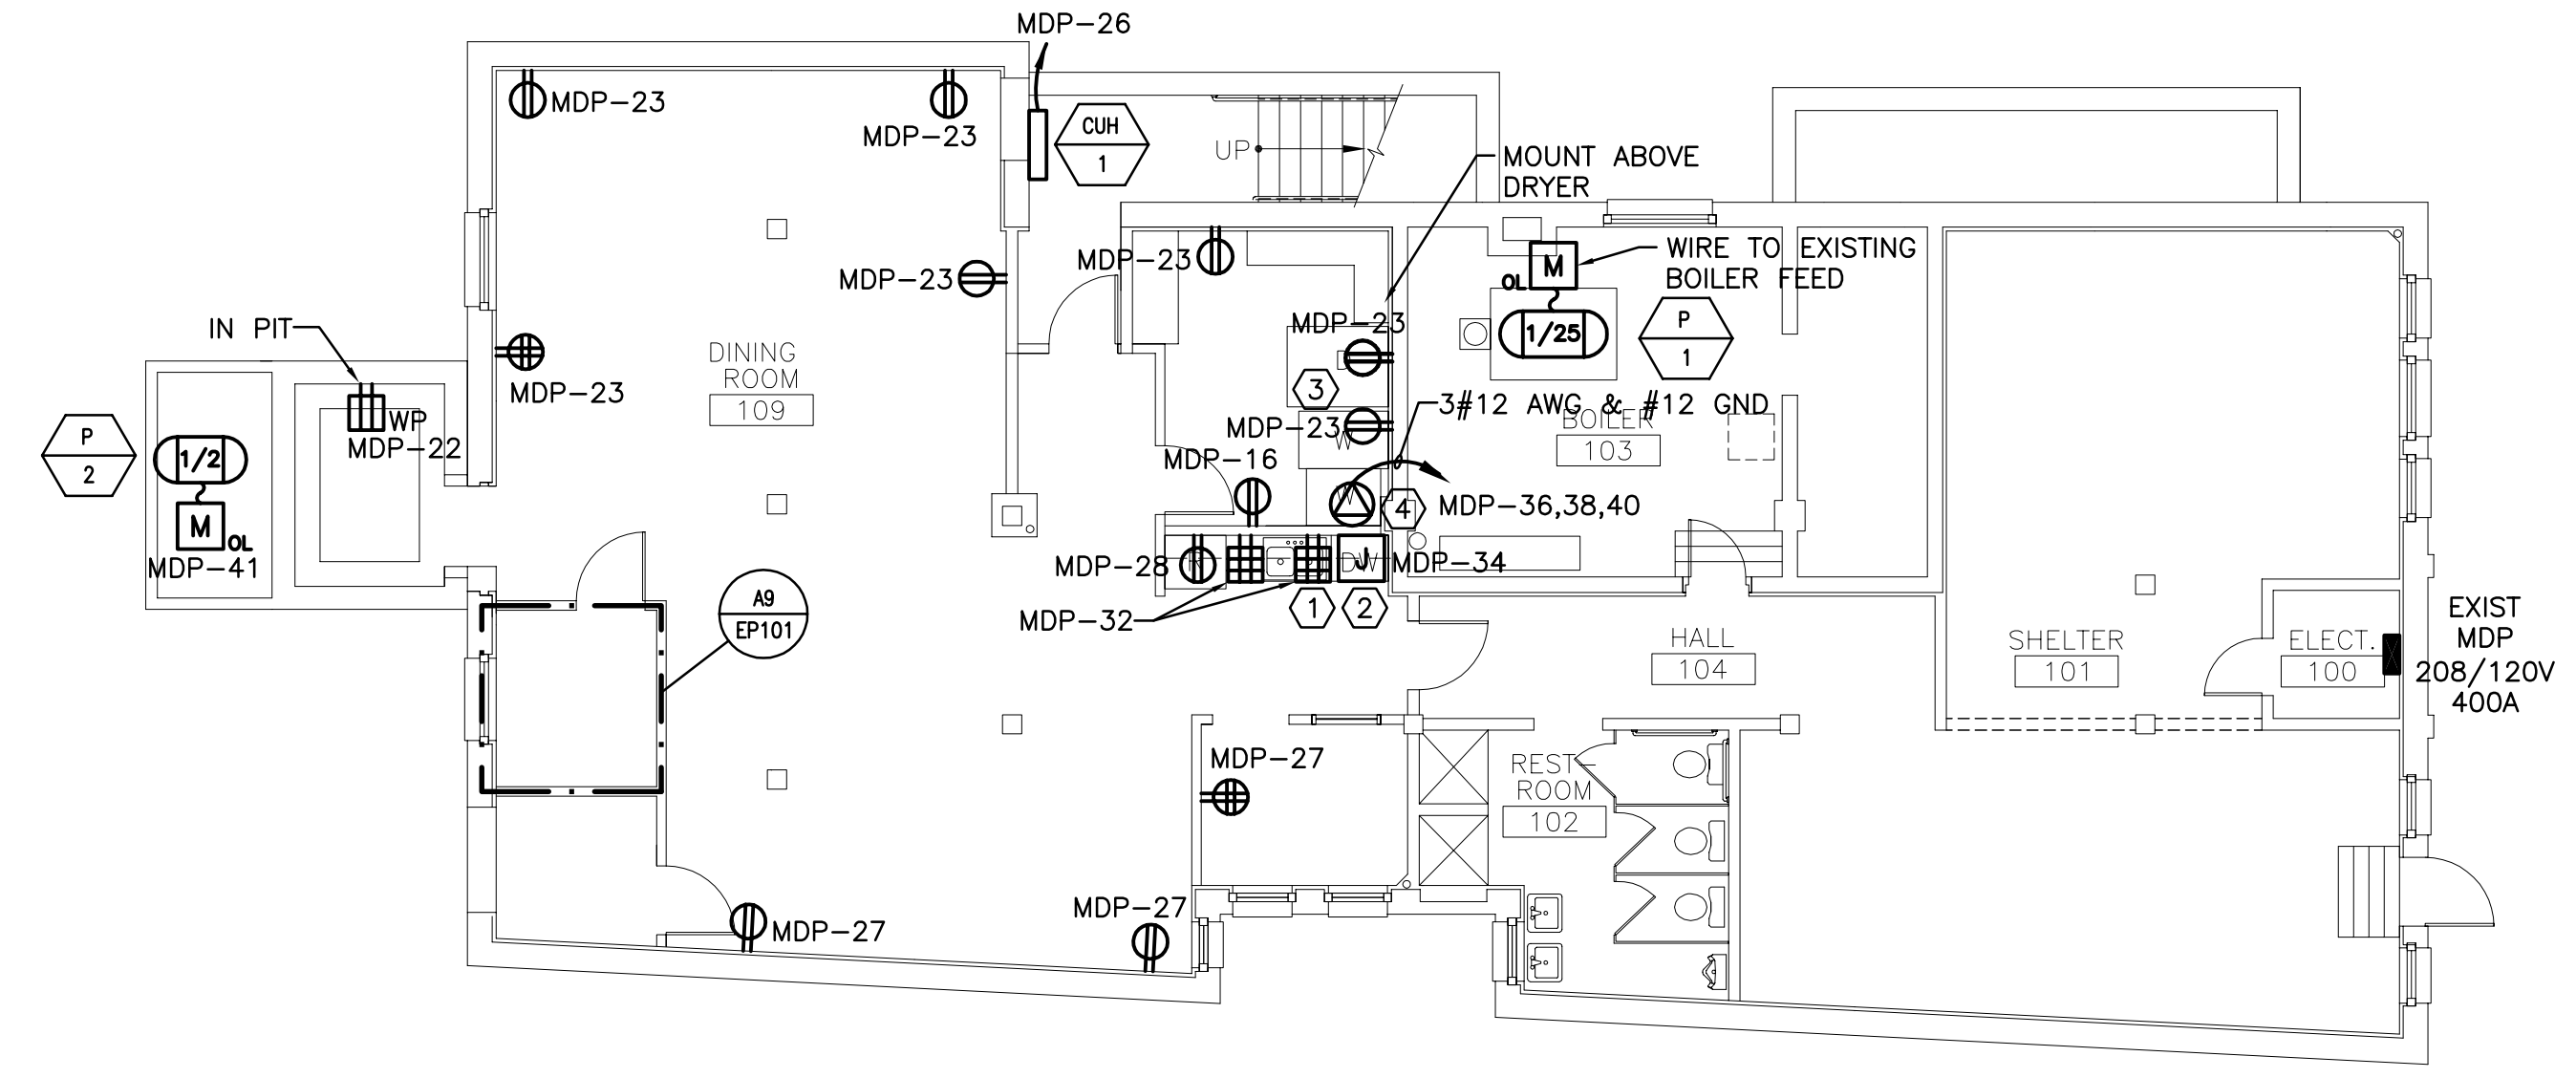 MDP-26
MDP-23
MDP-23
CUH
1
UP
MOUNT ABOVE
DRYER
MDP-23
MDP-23
WIRE TO EXISTING
BOILER FEED
M
OL
1/25
P
1
IN PIT
MDP-23
MDP-23
DINING
ROOM
109
3
3#12 AWG & #12 GND
BOILER
103
WP
MDP-22
P
2
1/2
M
OL
MDP-41
MDP-23
W
MDP-16
W
4
MDP-36,38,40
MDP-28
R
DW
J
MDP-34
MDP-32
1
2
A9
EP101
HALL
104
SHELTER
101
ELECT.
100
EXIST
MDP
208/120V
400A
MDP-27
REST-
ROOM
102
MDP-27
MDP-27